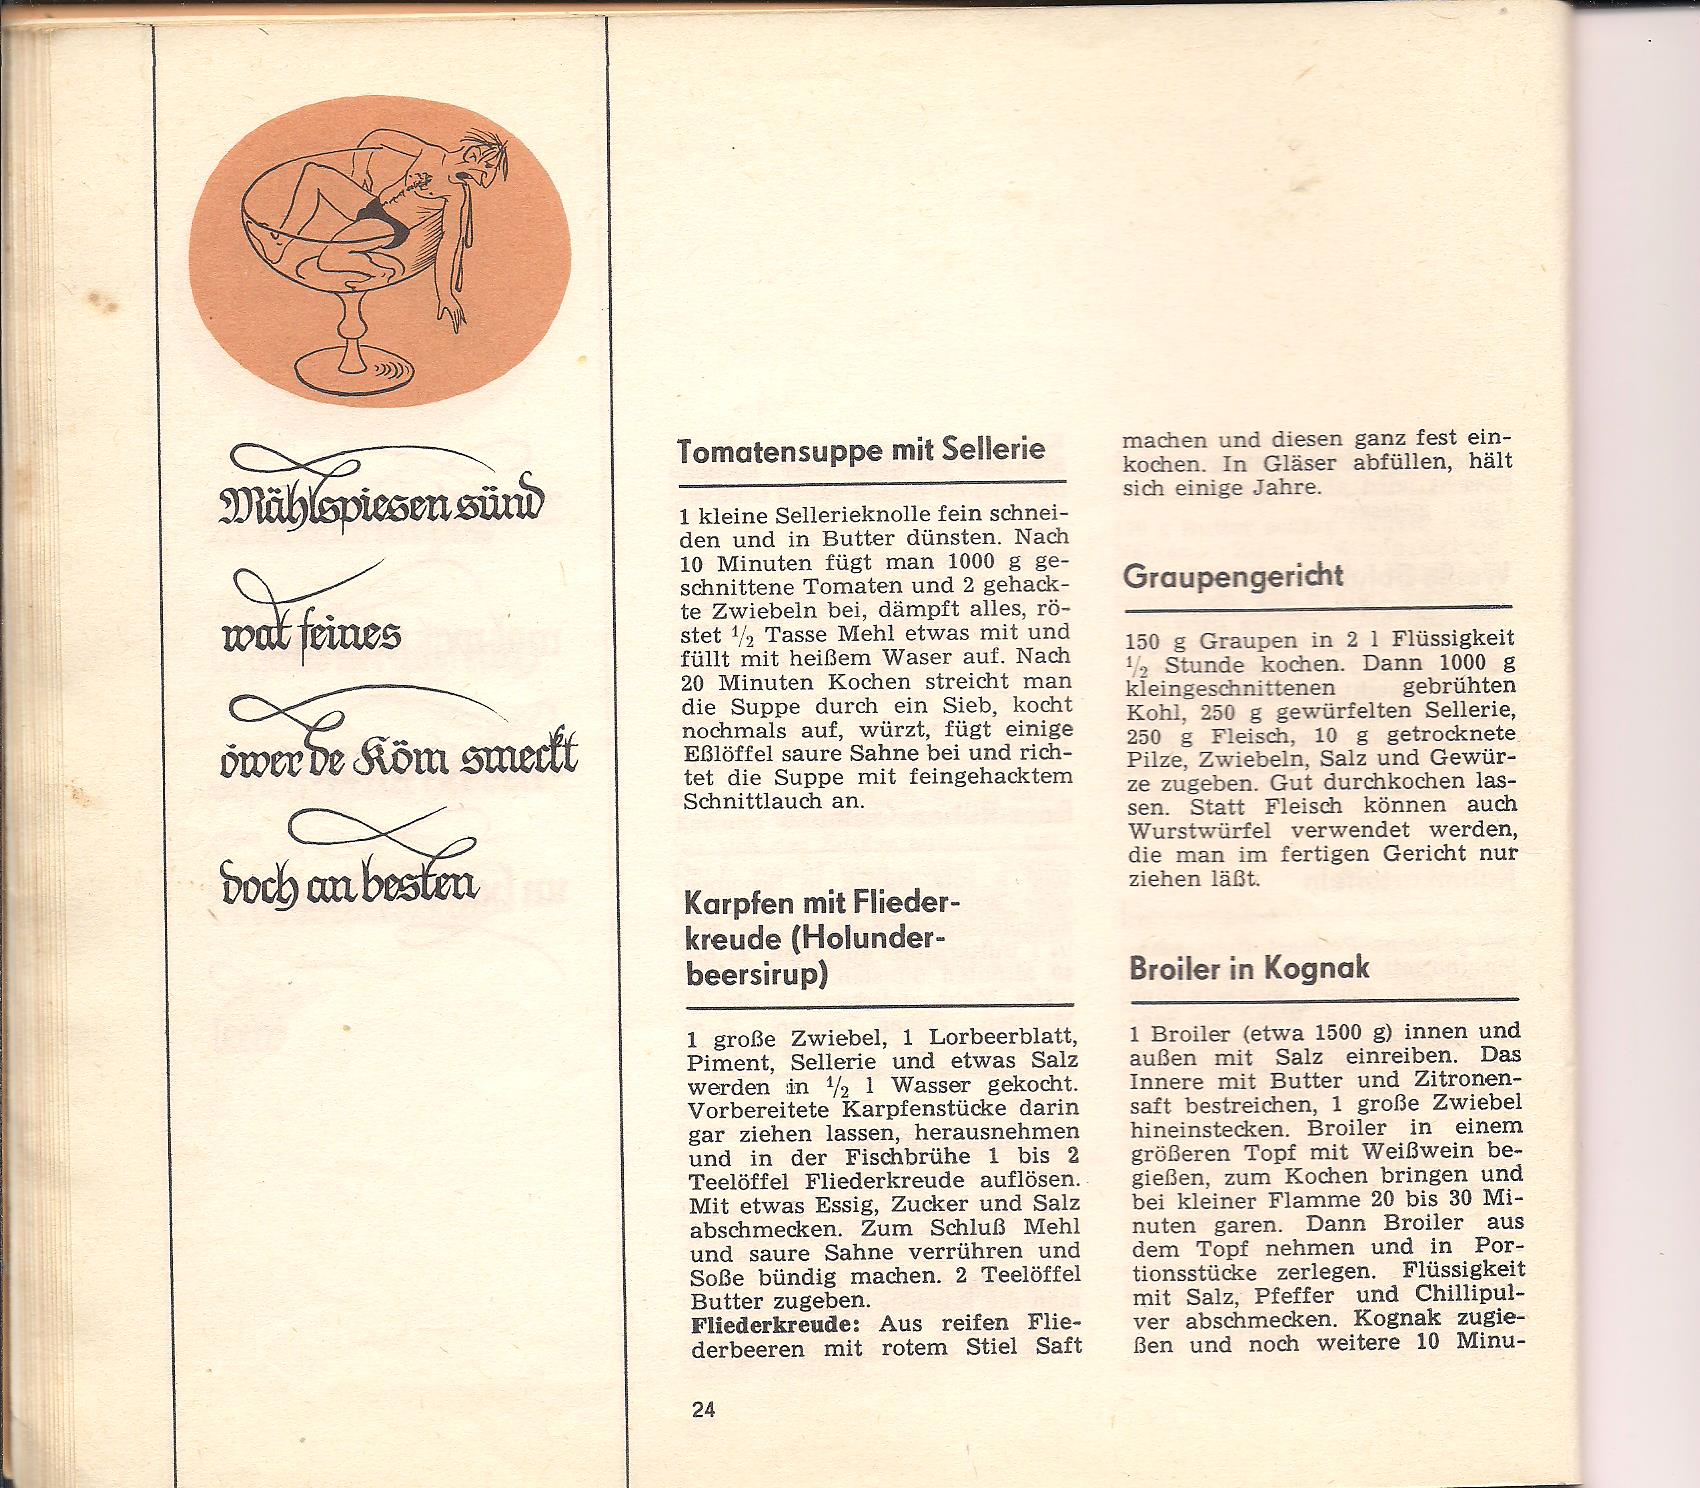 Mählspiesen sünd
wat feines
öwer de Köm smeckt
doch an besten
Tomatensuppe mit Sellerie
1 kleine Sellerieknolle fein schnei-
den und in Butter dünsten. Nach
10 Minuten fügt man 1000 g ge-
schnittene Tomaten und 2 gehack-
te Zwiebeln bei, dämpft alles, rö-
stet 1/2 Tasse Mehl etwas mit und
füllt mit heißem Waser auf. Nach
20 Minuten Kochen streicht man
die Suppe durch ein Sieb, kocht
nochmals auf, würzt, fügt einige
Eßlöffel saure Sahne bei und rich-
tet die Suppe mit feingehacktem
Schnittlauch an.
Karpfen mit Flieder-
kreude (Holunder-
beersirup)
1 große Zwiebel, 1 Lorbeerblatt,
Piment, Sellerie und etwas Salz
werden in 1/2 l Wasser gekocht.
Vorbereitete Karpfenstücke darin
gar ziehen lassen, herausnehmen
und in der Fischbrühe 1 bis 2
Teelöffel Fliederkreude auflösen.
Mit etwas Essig, Zucker und Salz
abschmecken. Zum Schluß Mehl
und saure Sahne verrühren und
Soße bündig machen. 2 Teelöffel
Butter zugeben.
Fliederkreude: Aus reifen Flie-
derbeeren mit rotem Stiel Saft
machen und diesen ganz fest ein-
kochen. In Gläser abfüllen, hält
sich einige Jahre.
Graupengericht
150 g Graupen in 2 l Flüssigkeit
1/2 Stunde kochen. Dann 1000 g
kleingeschnittenen gebrühten
Kohl, 250 g gewürfelten Sellerie,
250 g Fleisch, 10 g getrocknete
Pilze, Zwiebeln, Salz und Gewür-
ze zugeben. Gut durchkochen las-
sen. Statt Fleisch können auch
Wurstwürfel verwendet werden,
die man im fertigen Gericht nur
ziehen läßt.
Broiler in Kognak
1 Broiler (etwa 1500 g) innen und
außen mit Salz einreiben. Das
Innere mit Butter und Zitronen-
saft bestreichen, 1 große Zwiebel
hineinstecken. Broiler in einem
größeren Topf mit Weißwein be-
gießen, zum Kochen bringen und
bei kleiner Flamme 20 bis 30 Mi-
nuten garen. Dann Broiler aus
dem Topf nehmen und in Por-
tionsstücke zerlegen. Flüssigkeit
mit Salz, Pfeffer und Chillipul-
ver abschmecken. Kognak zugie-
ßen und noch weitere 10 Minu-
24